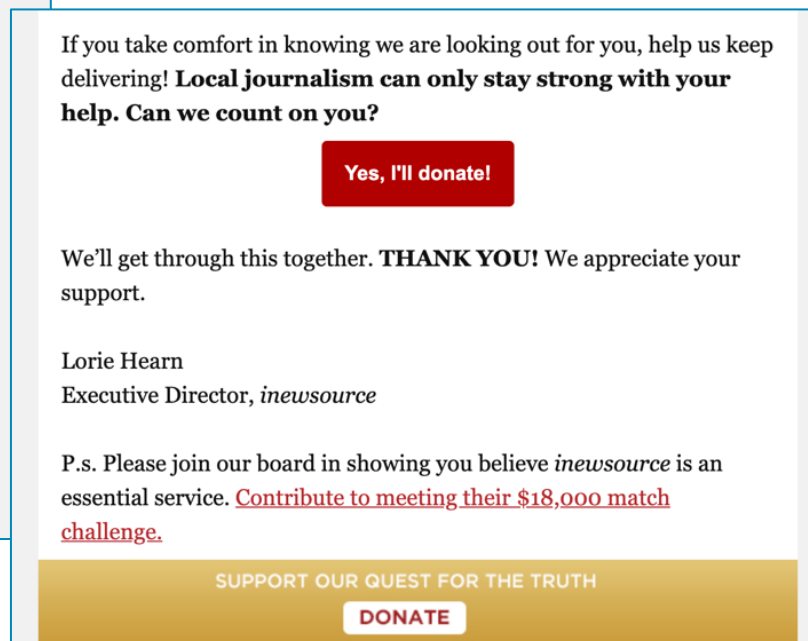 If you take comfort in knowing we are looking out for you, help us keep
delivering! Local journalism can only stay strong with your
help. Can we count on you?
Yes, I'll donate!
We’ll get through this together. THANK YOU! We appreciate your
support.
Lorie Hearn
Executive Director, inewsource
P.s. Please join our board in showing you believe inewsource is an
essential service. Contribute to meeting their $18,000 match
challenge.
SUPPORT OUR QUEST FOR THE TRUTH
DONATE